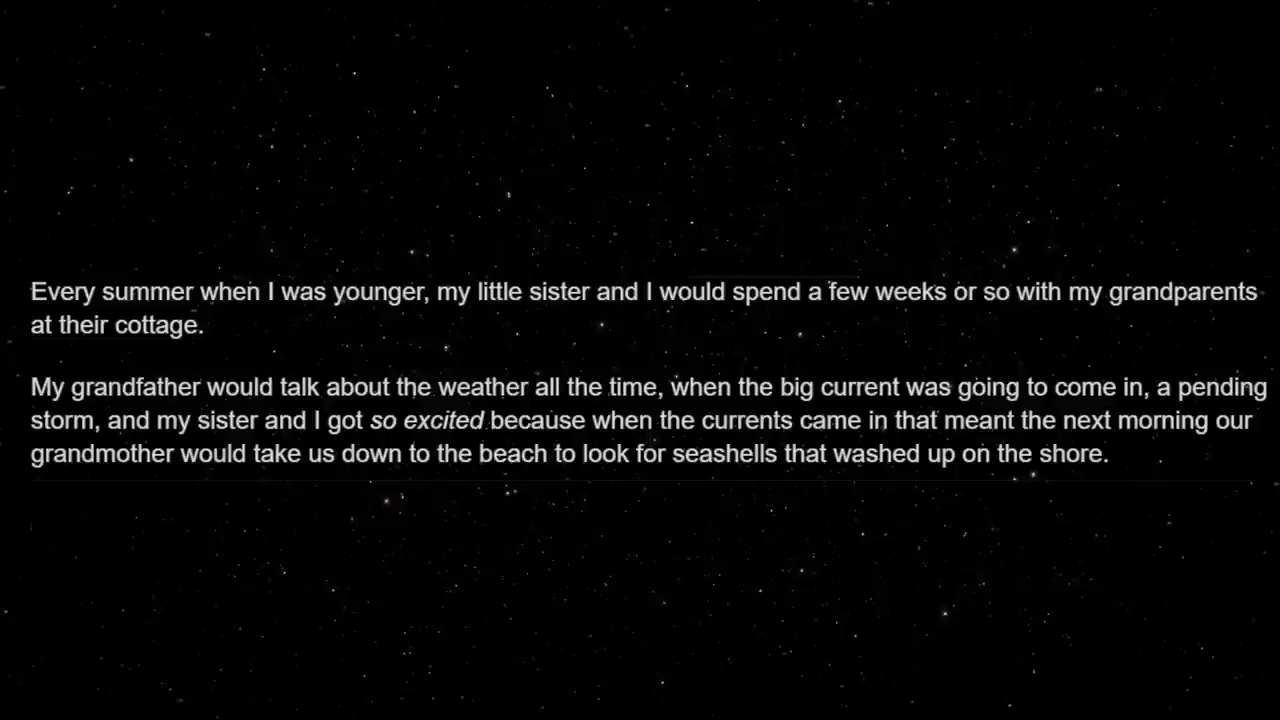 Every summer when I was younger, my little sister and I would spend a few weeks or so with my grandparents
at their cottage.
My grandfather would talk about the weather all the time, when the big current was going to come in, a pending
storm, and my sister and I got so excited because when the currents came in that meant the next morning our
grandmother would take us down to the beach to look for seashells that washed up on the shore.